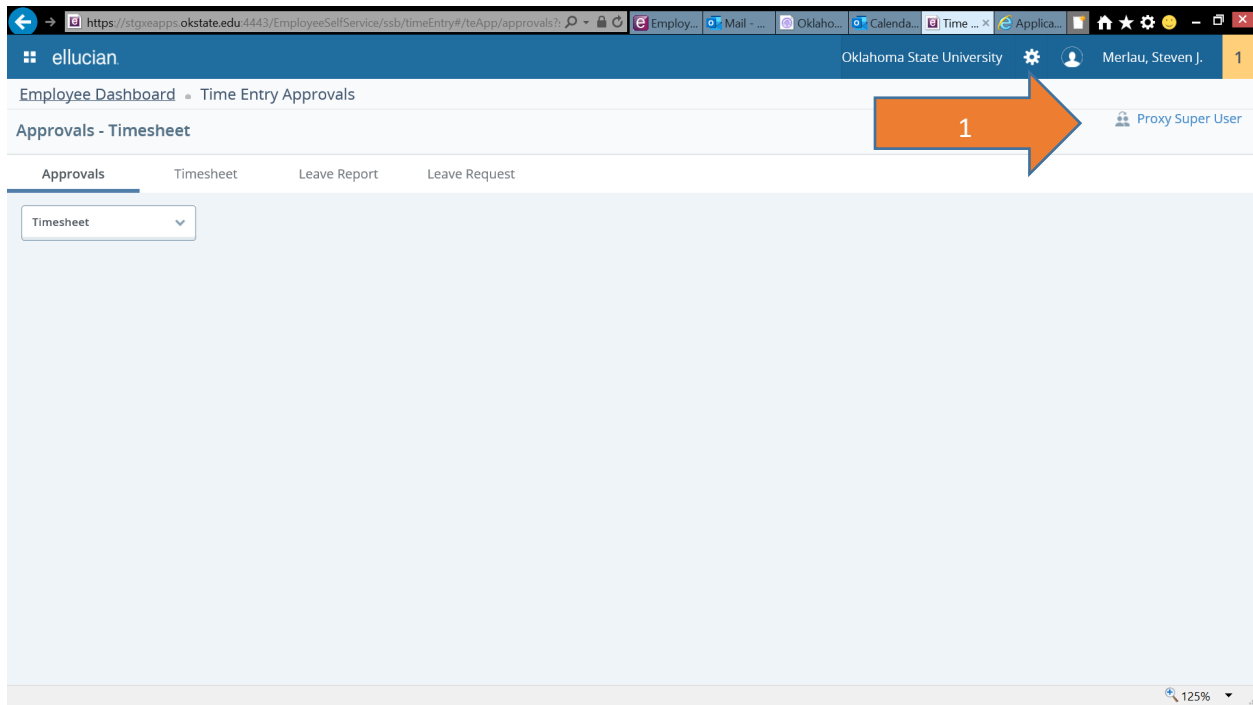 https://stgxeapps.okstate.edu:4443/EmployeeSelfService/ssb/timeEntry#/teApp/approvals?
Employ...
Mail - ...
Oklaho...
Calenda...
Time ...
Applica...
ellucian
Oklahoma State University
Merlau, Steven J.
1
Employee Dashboard
Time Entry Approvals
Approvals - Timesheet
1
Proxy Super User
Approvals
Timesheet
Leave Report
Leave Request
Timesheet
125%